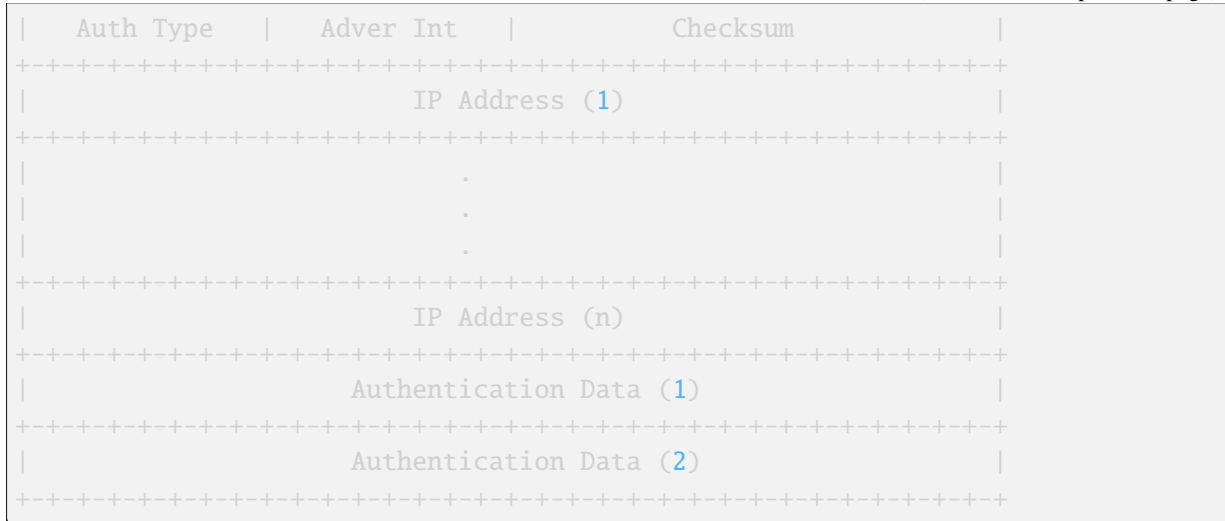 |   Auth Type   |   Adver Int   |          Checksum             |
+-+-+-+-+-+-+-+-+-+-+-+-+-+-+-+-+-+-+-+-+-+-+-+-+-+-+-+-+-+-+-+-+
|                         IP Address (1)                        |
+-+-+-+-+-+-+-+-+-+-+-+-+-+-+-+-+-+-+-+-+-+-+-+-+-+-+-+-+-+-+-+-+
|                            .                                  |
|                            .                                  |
|                            .                                  |
+-+-+-+-+-+-+-+-+-+-+-+-+-+-+-+-+-+-+-+-+-+-+-+-+-+-+-+-+-+-+-+-+
|                         IP Address (n)                        |
+-+-+-+-+-+-+-+-+-+-+-+-+-+-+-+-+-+-+-+-+-+-+-+-+-+-+-+-+-+-+-+-+
|                     Authentication Data (1)                   |
+-+-+-+-+-+-+-+-+-+-+-+-+-+-+-+-+-+-+-+-+-+-+-+-+-+-+-+-+-+-+-+-+
|                     Authentication Data (2)                   |
+-+-+-+-+-+-+-+-+-+-+-+-+-+-+-+-+-+-+-+-+-+-+-+-+-+-+-+-+-+-+-+-+